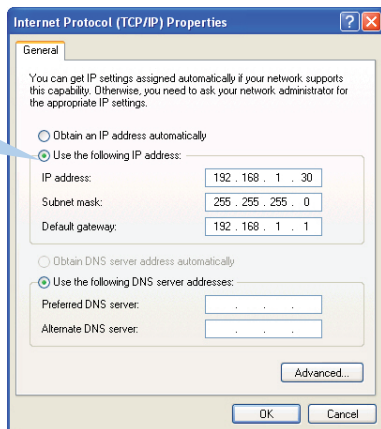 Internet Protocol (TCP/IP) Properties
General
You can get IP settings assigned automatically if your network supports
this capability. Otherwise, you need to ask your network administrator for
the appropriate IP settings.
Obtain an IP address automatically
Use the following IP address:
IP address: 192 . 168 . 1 . 30
Subnet mask: 255 . 255 . 255 . 0
Default gateway: 192 . 168 . 1 . 1
Obtain DNS server address automatically
Use the following DNS server addresses:
Preferred DNS server: . . .
Alternate DNS server: . . .
Advanced...
OK Cancel